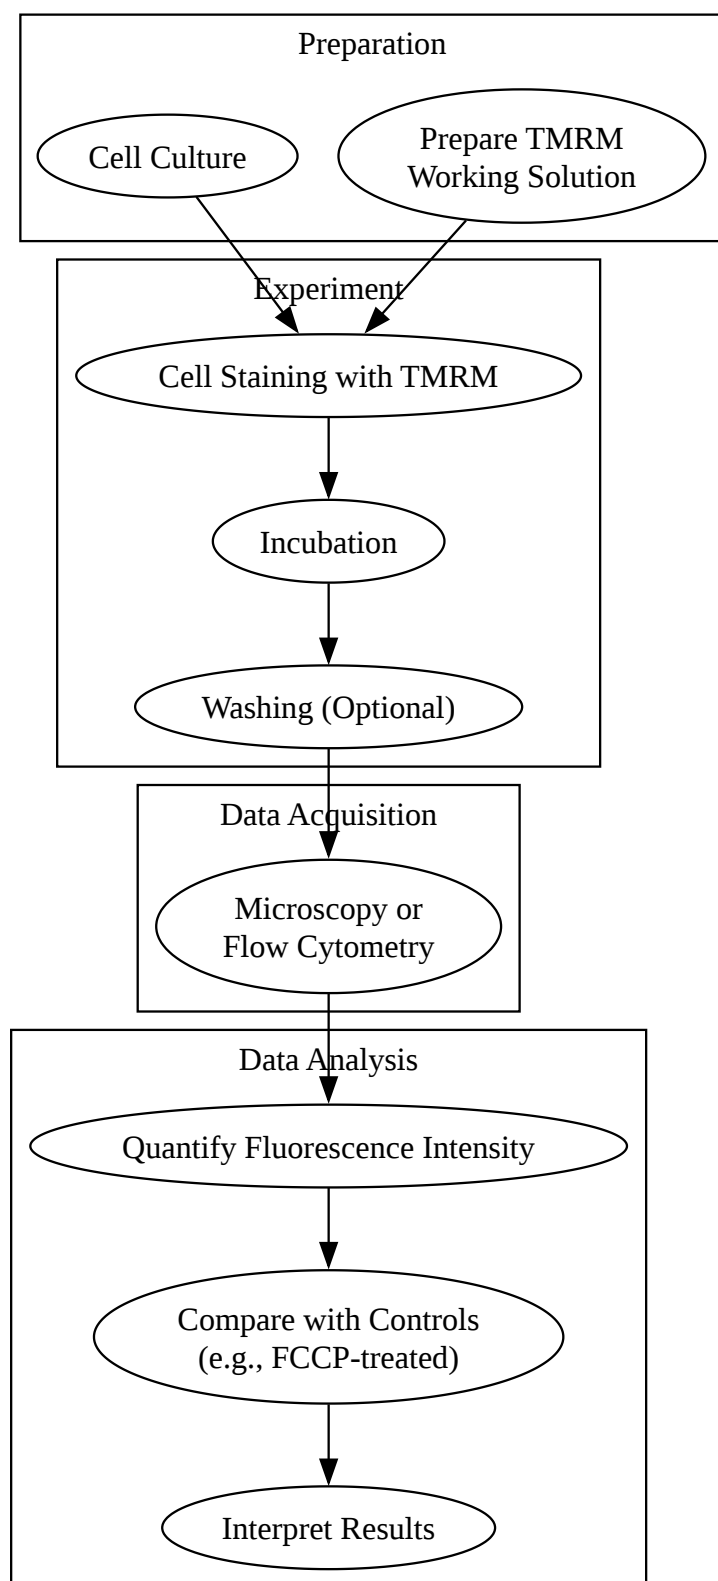 Preparation
Cell Culture
Prepare TMRM
Working Solution
Experiment
Cell Staining with TMRM
Incubation
Washing (Optional)
Data Acquisition
Microscopy or
Flow Cytometry
Data Analysis
Quantify Fluorescence Intensity
Compare with Controls
(e.g., FCCP-treated)
Interpret Results